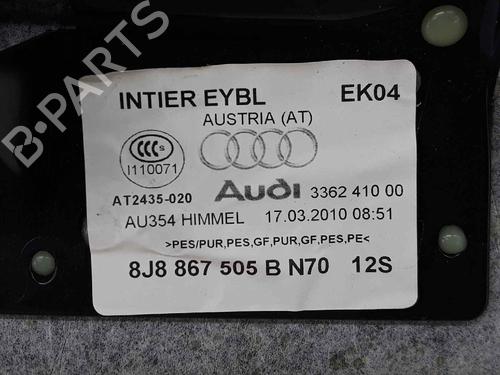 B-PARTS
INTIER EYBL EK04
AUSTRIA (AT)
CCC
I110071
AT2435-020 Audi 3362 410 00
AU354 HIMMEL 17.03.2010 08:51
>PES/PUR,PES,GF,PUR,GF,PES,PE<
8J8 867 505 B N70 12S